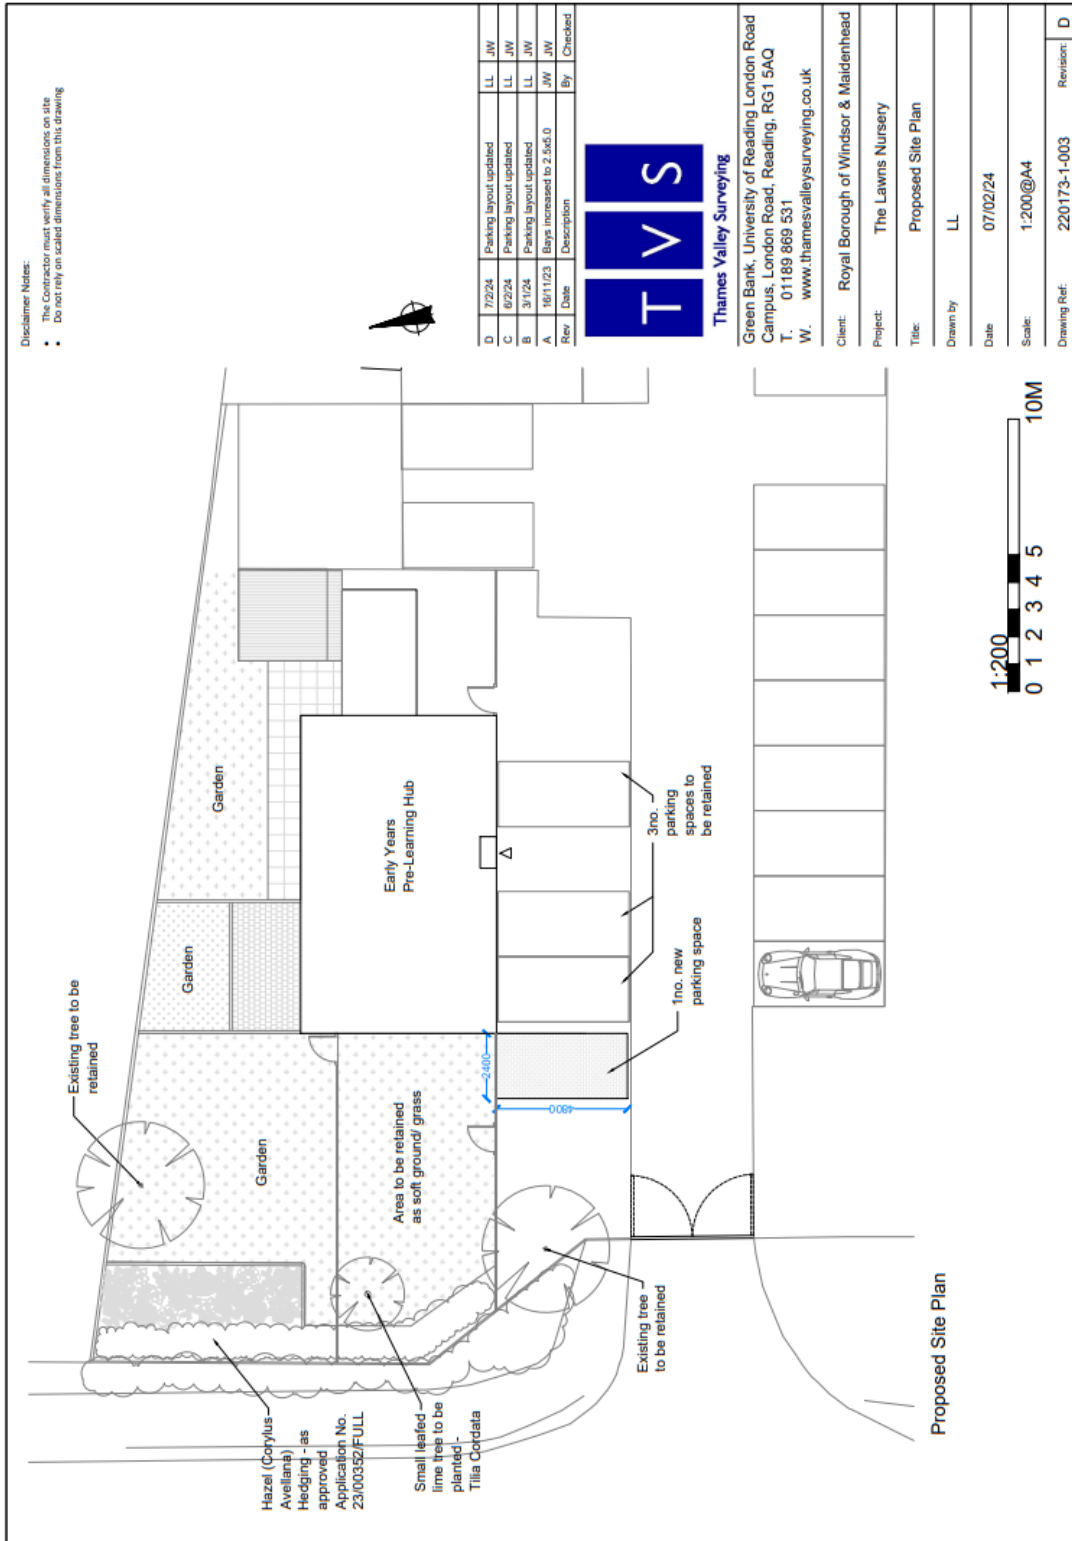 Disclaimer Notes:
• The Contractor must verify all dimensions on site
• Do not rely on scaled dimensions from this drawing
Existing tree to be
retained
Garden
Garden
Garden
Early Years
Pre-Learning Hub
Area to be retained
as soft ground/ grass
2400
4800
1no. new
parking space
3no.
parking
spaces to
be retained
Existing tree
to be retained
Hazel (Corylus
Avellana)
Hedging - as
approved
Application No.
23/00352/FULL
Small leafed
lime tree to be
planted -
Tilia Cordata
1:200
0 1 2 3 4 5 10M
Proposed Site Plan
D 7/2/24 Parking layout updated LL JW
C 6/2/24 Parking layout updated LL JW
B 3/1/24 Parking layout updated LL JW
A 16/11/23 Bays increased to 2.5x5.0 JW JW
Rev Date Description By Checked
T V S
Thames Valley Surveying
Green Bank, University of Reading London Road
Campus, London Road, Reading, RG1 5AQ
T. 01189 869 531
W. www.thamesvalleysurveying.co.uk
Client: Royal Borough of Windsor & Maidenhead
Project: The Lawns Nursery
Title: Proposed Site Plan
Drawn by LL
Date 07/02/24
Scale: 1:200@A4
Drawing Ref: 220173-1-003 Revision: D